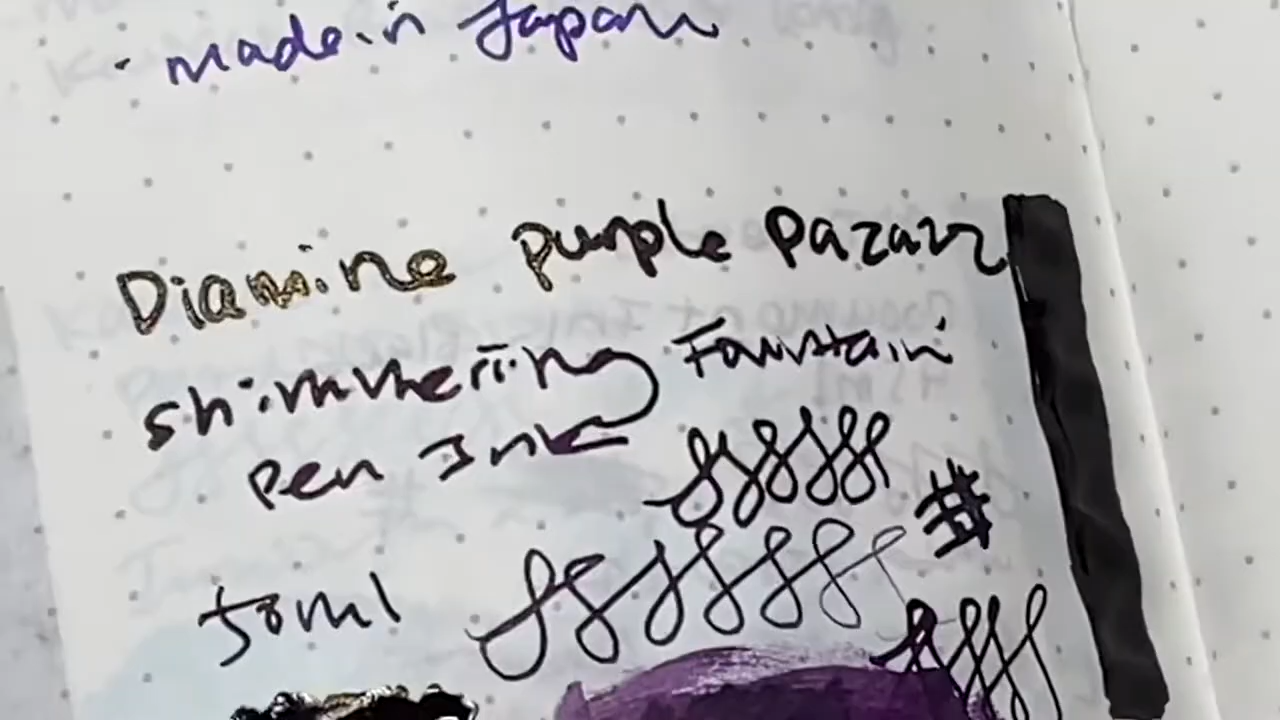 · made in Japan
Diamine purple Pazazz
shimmering Fountain
pen Ink
50ml